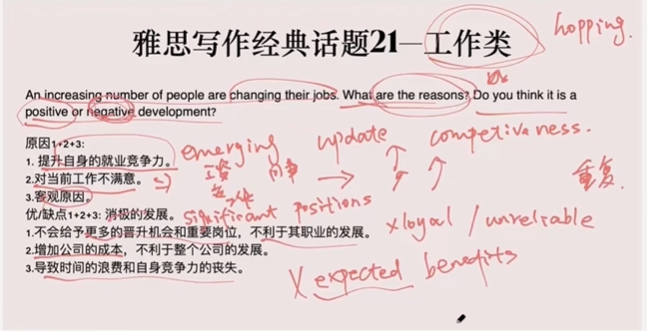 雅思写作经典话题21—工作类
hopping.
An increasing number of people are changing their jobs. What are the reasons? Do you think it is a
positive or negative development?
原因1+2+3:
1. 提升自身的就业竞争力。
emerging update competiveness.
2.对当前工作不满意。
工资 同事
3.客观原因。
重复.
优/缺点1+2+3: 消极的发展。
significant positions
1.不会给予更多的晋升机会和重要岗位，不利于其职业的发展。
x loyal / unreliable
2.增加公司的成本，不利于整个公司的发展。
3.导致时间的浪费和自身竞争力的丧失。
X expected benefits